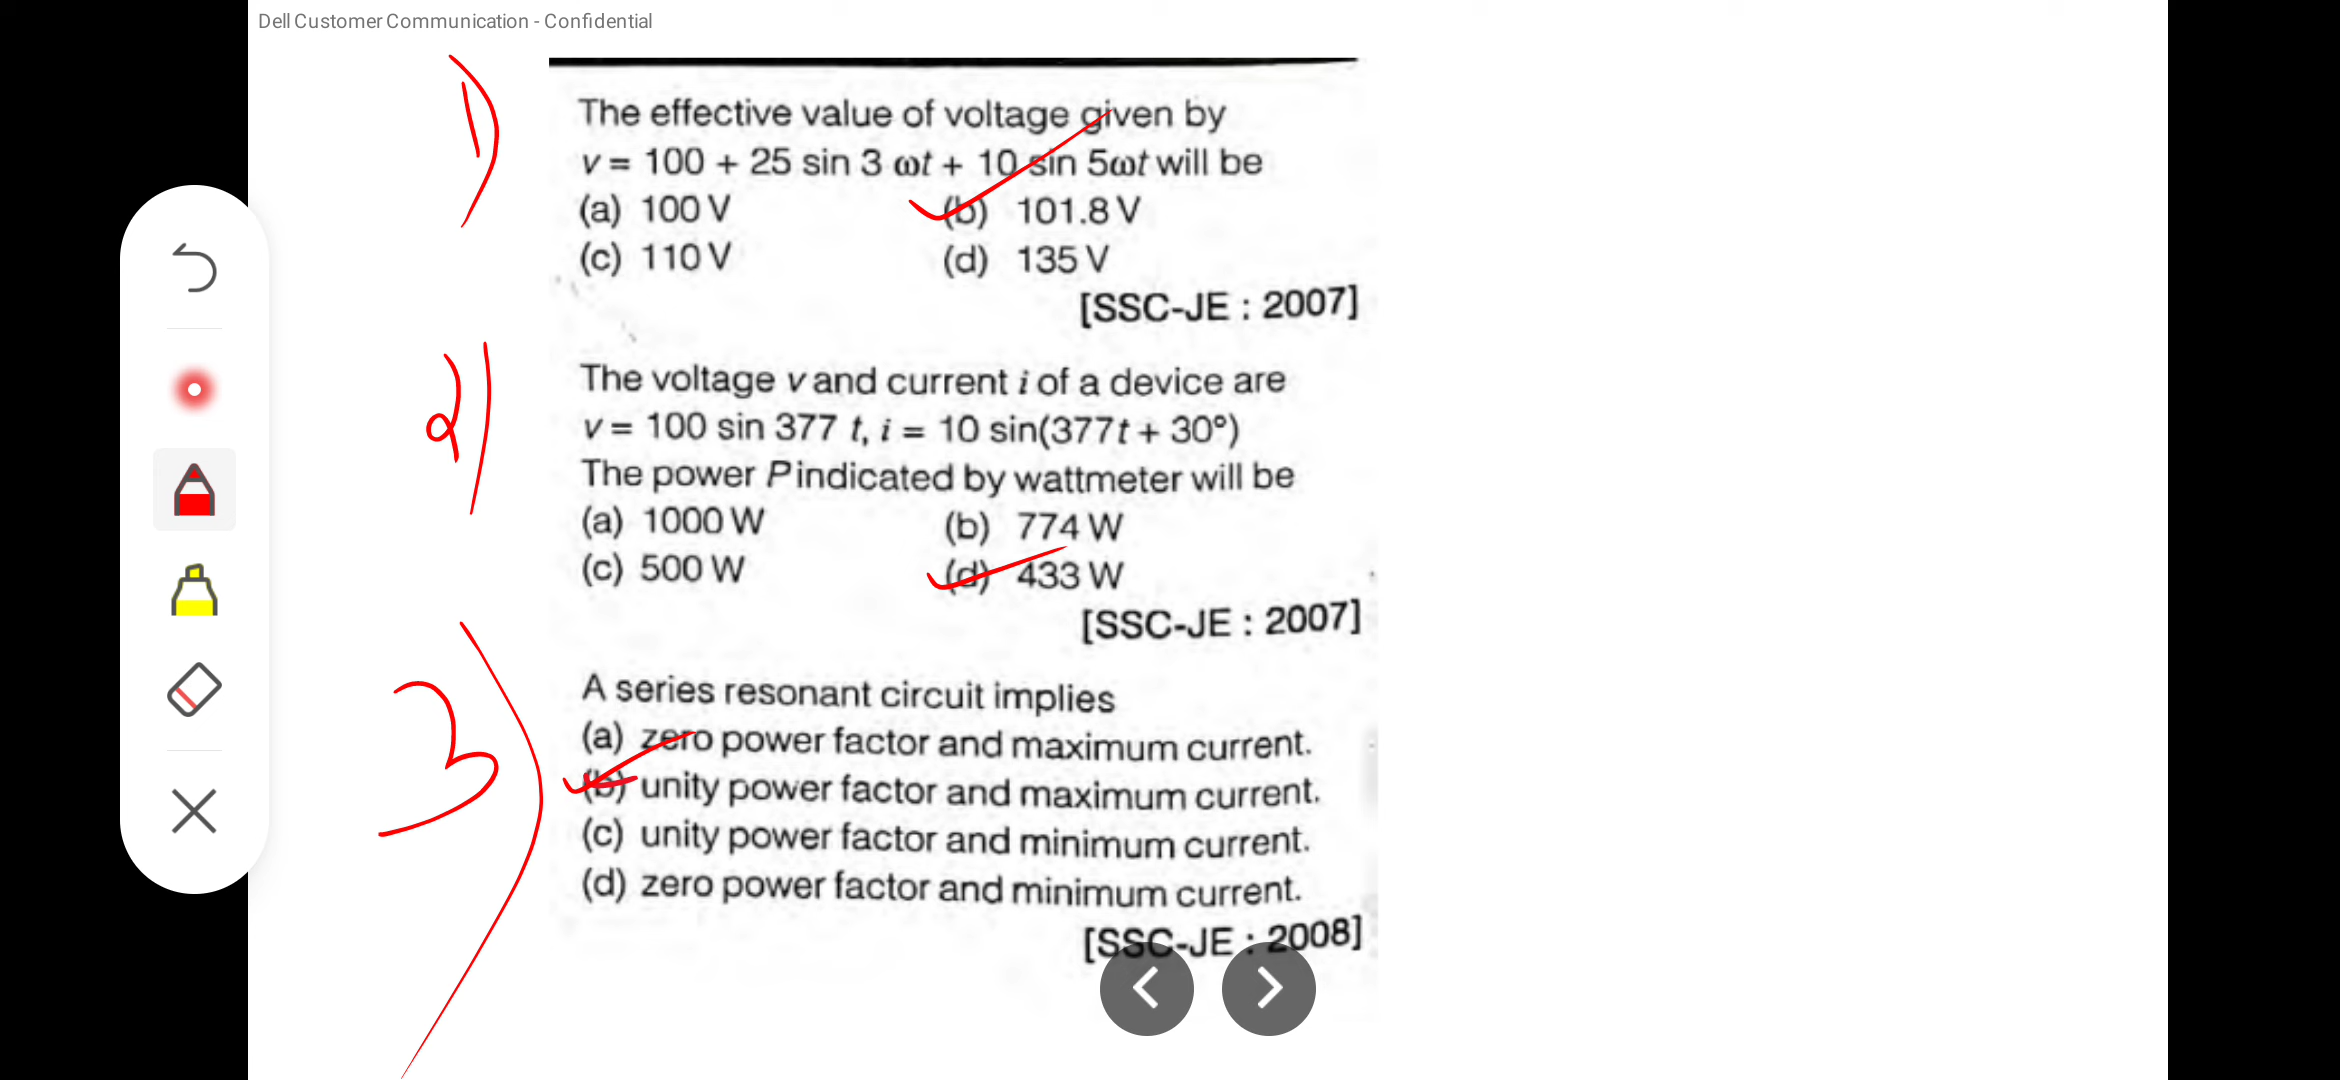 Dell Customer Communication - Confidential
1)
The effective value of voltage given by
v = 100 + 25 sin 3 ωt + 10 sin 5ωt will be
(a) 100 V (b) 101.8 V
(c) 110 V (d) 135 V
[SSC-JE : 2007]
2)
The voltage v and current i of a device are
v = 100 sin 377 t, i = 10 sin(377t + 30°)
The power P indicated by wattmeter will be
(a) 1000 W (b) 774 W
(c) 500 W (d) 433 W
[SSC-JE : 2007]
3)
A series resonant circuit implies
(a) zero power factor and maximum current.
(b) unity power factor and maximum current.
(c) unity power factor and minimum current.
(d) zero power factor and minimum current.
[SSC-JE : 2008]